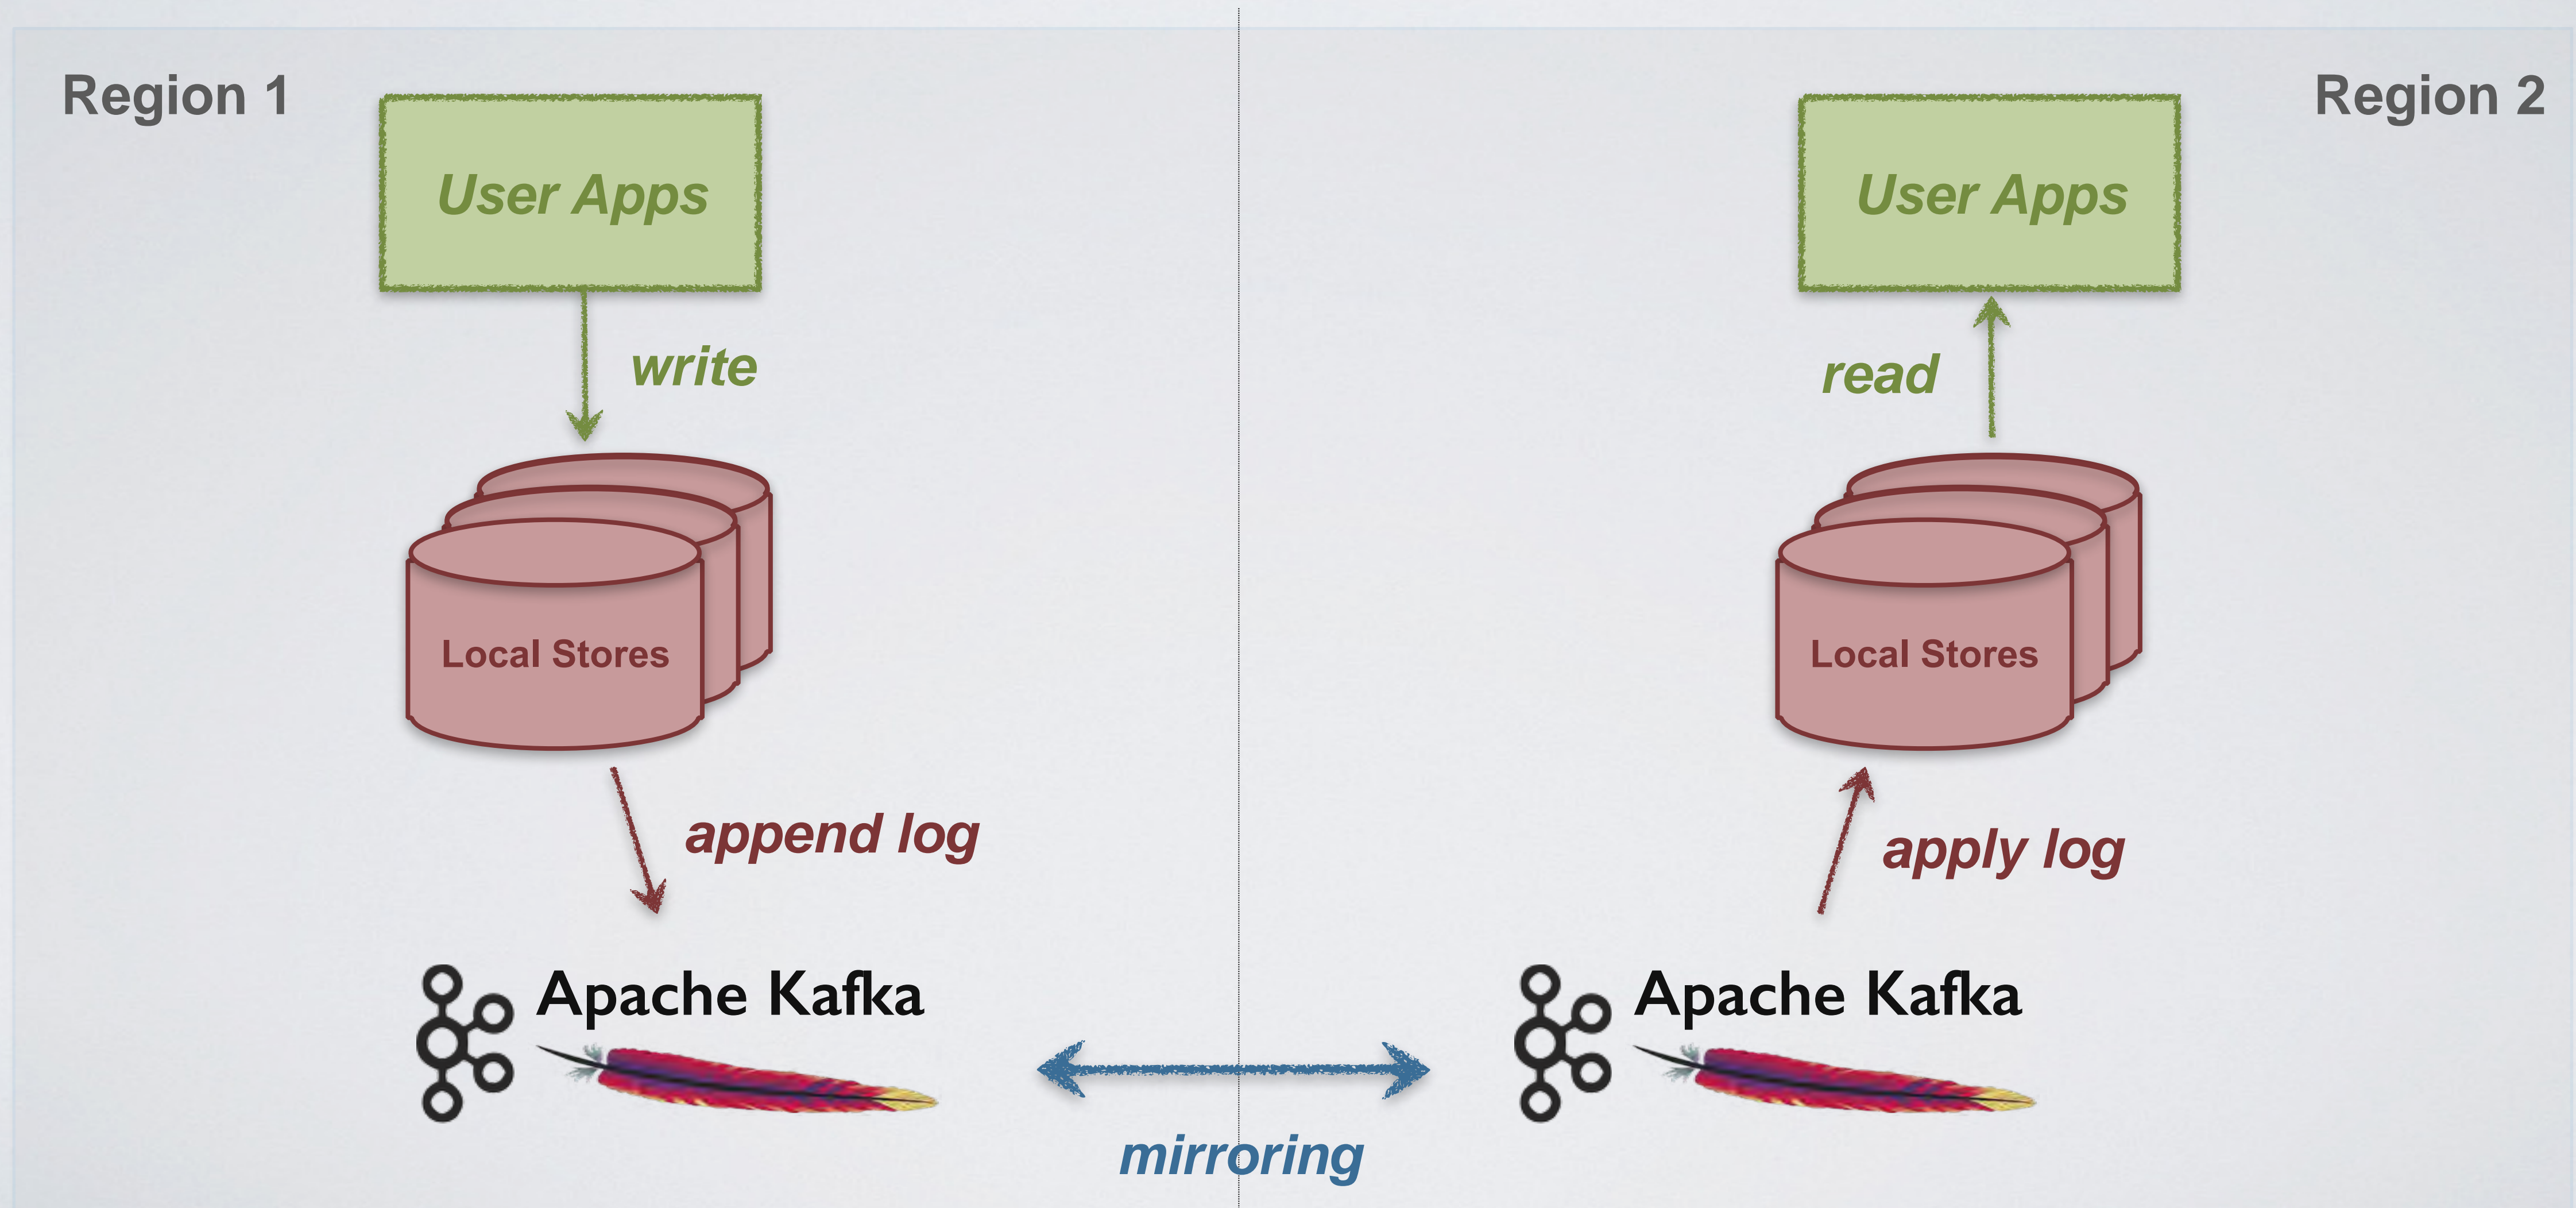 Region 1
Region 2
User Apps
User Apps
write
read
Local Stores
Local Stores
append log
apply log
Apache Kafka
Apache Kafka
mirroring